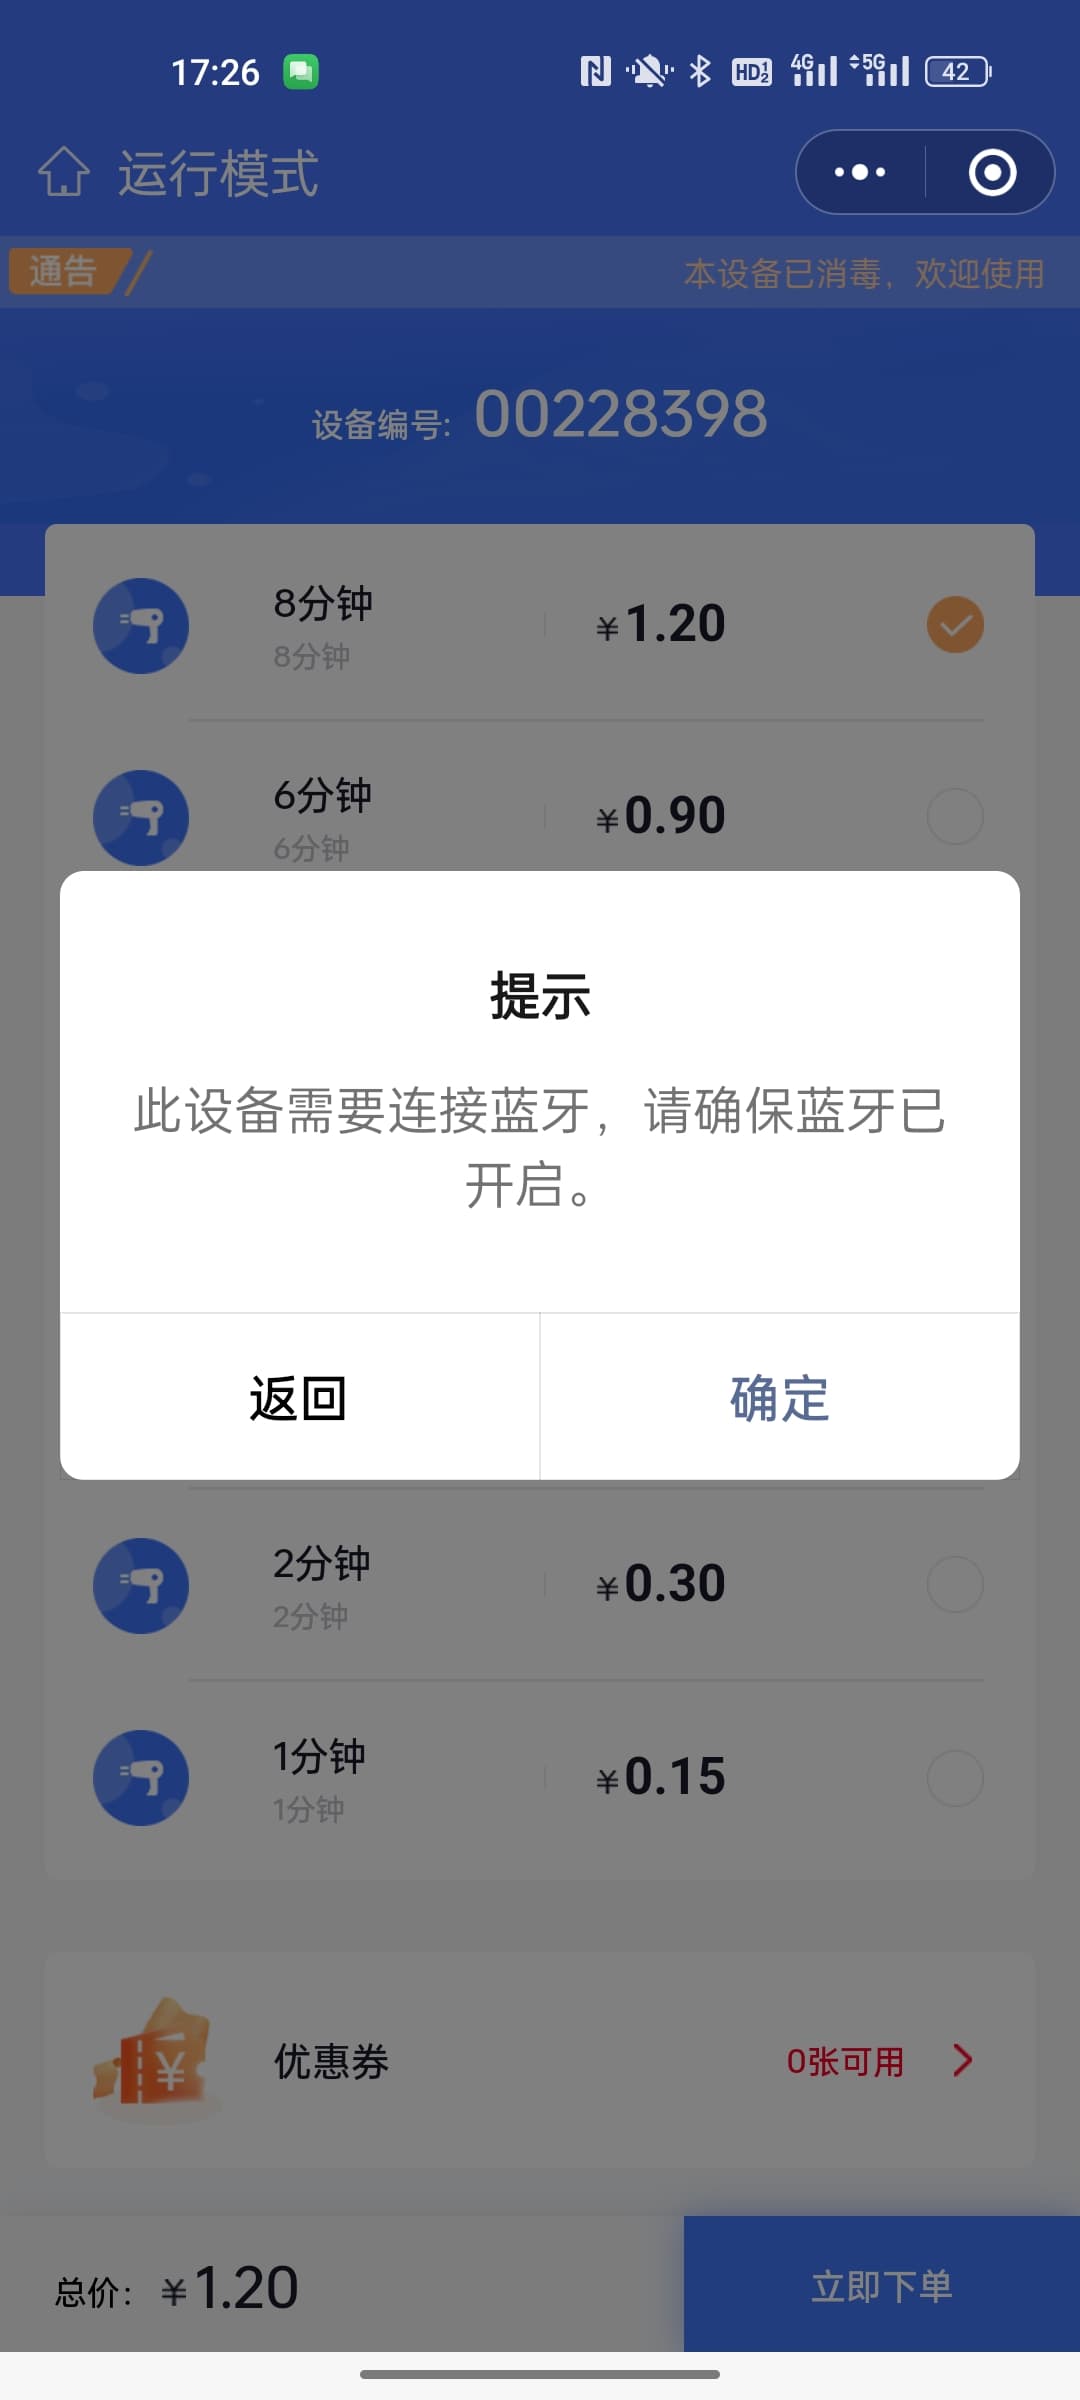 17:26
HD 1 2 4G 5G 42
运行模式
通告
本设备已消毒，欢迎使用
设备编号: 00228398
8分钟
8分钟
¥1.20
6分钟
6分钟
¥0.90
提示
此设备需要连接蓝牙，请确保蓝牙已
开启。
返回 确定
2分钟
2分钟
¥0.30
1分钟
1分钟
¥0.15
¥
优惠券 0张可用
总价: ¥1.20 立即下单